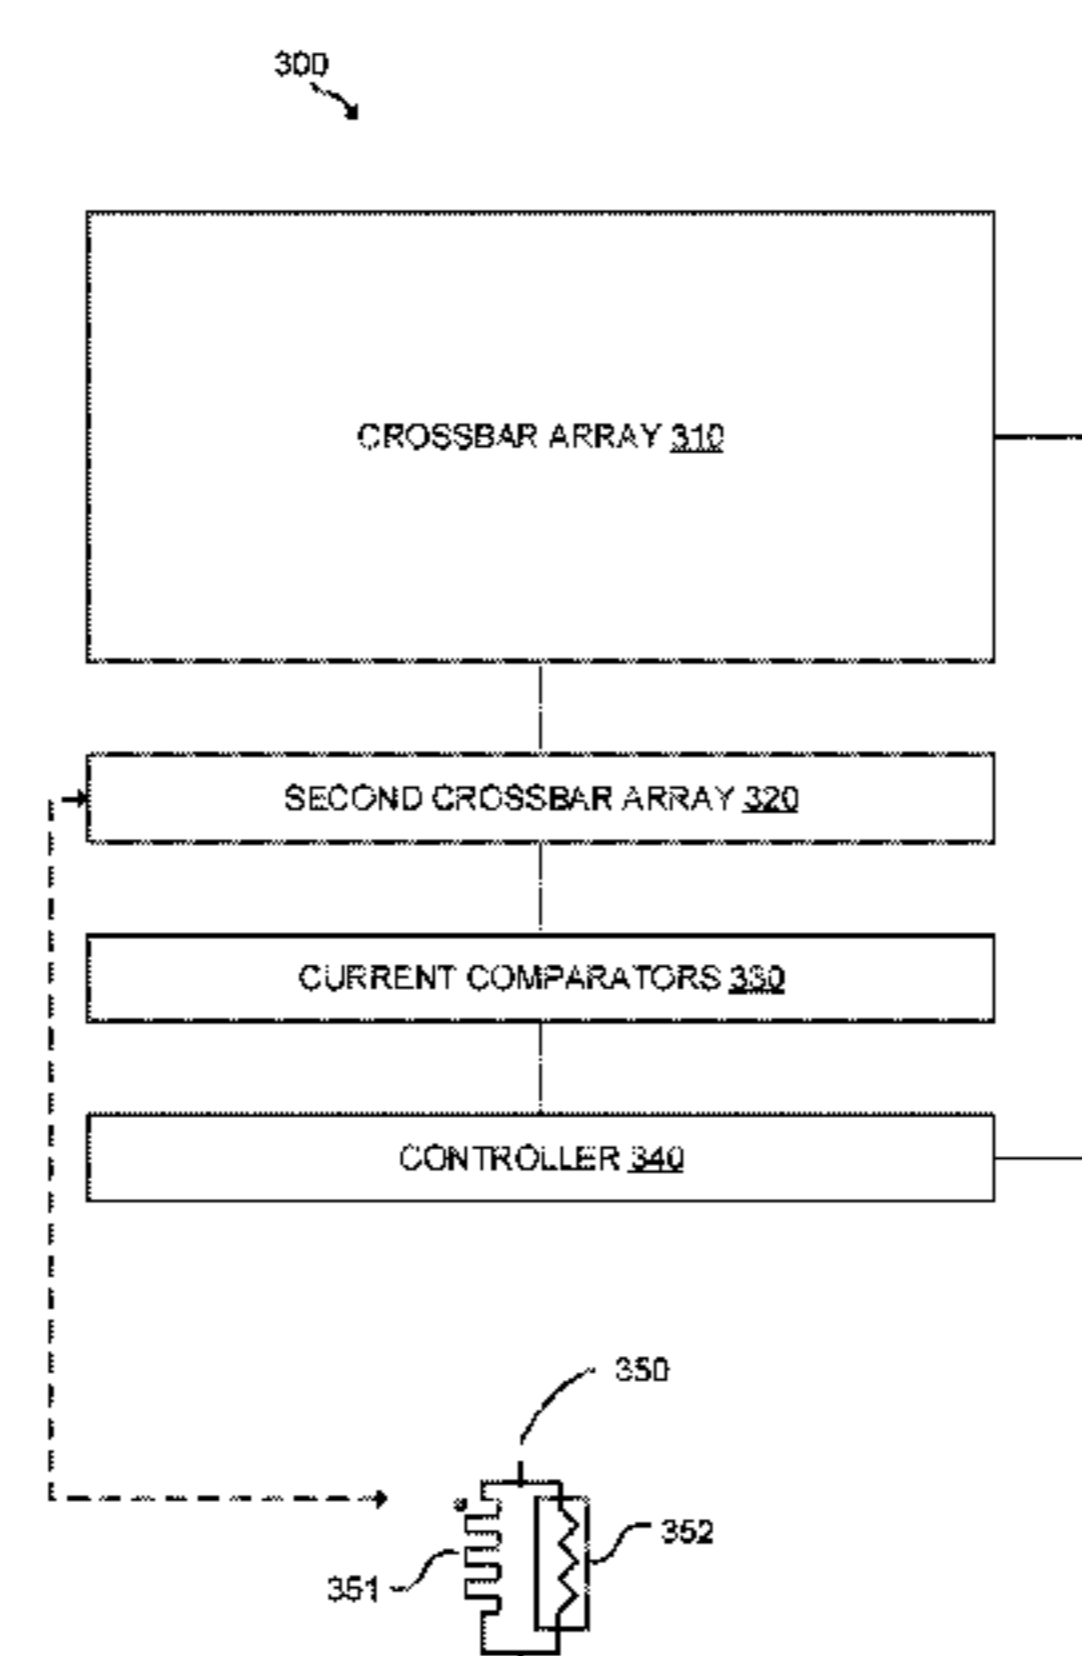 300
CROSSBAR ARRAY 310
SECOND CROSSBAR ARRAY 320
CURRENT COMPARATORS 330
CONTROLLER 340
350
352
351